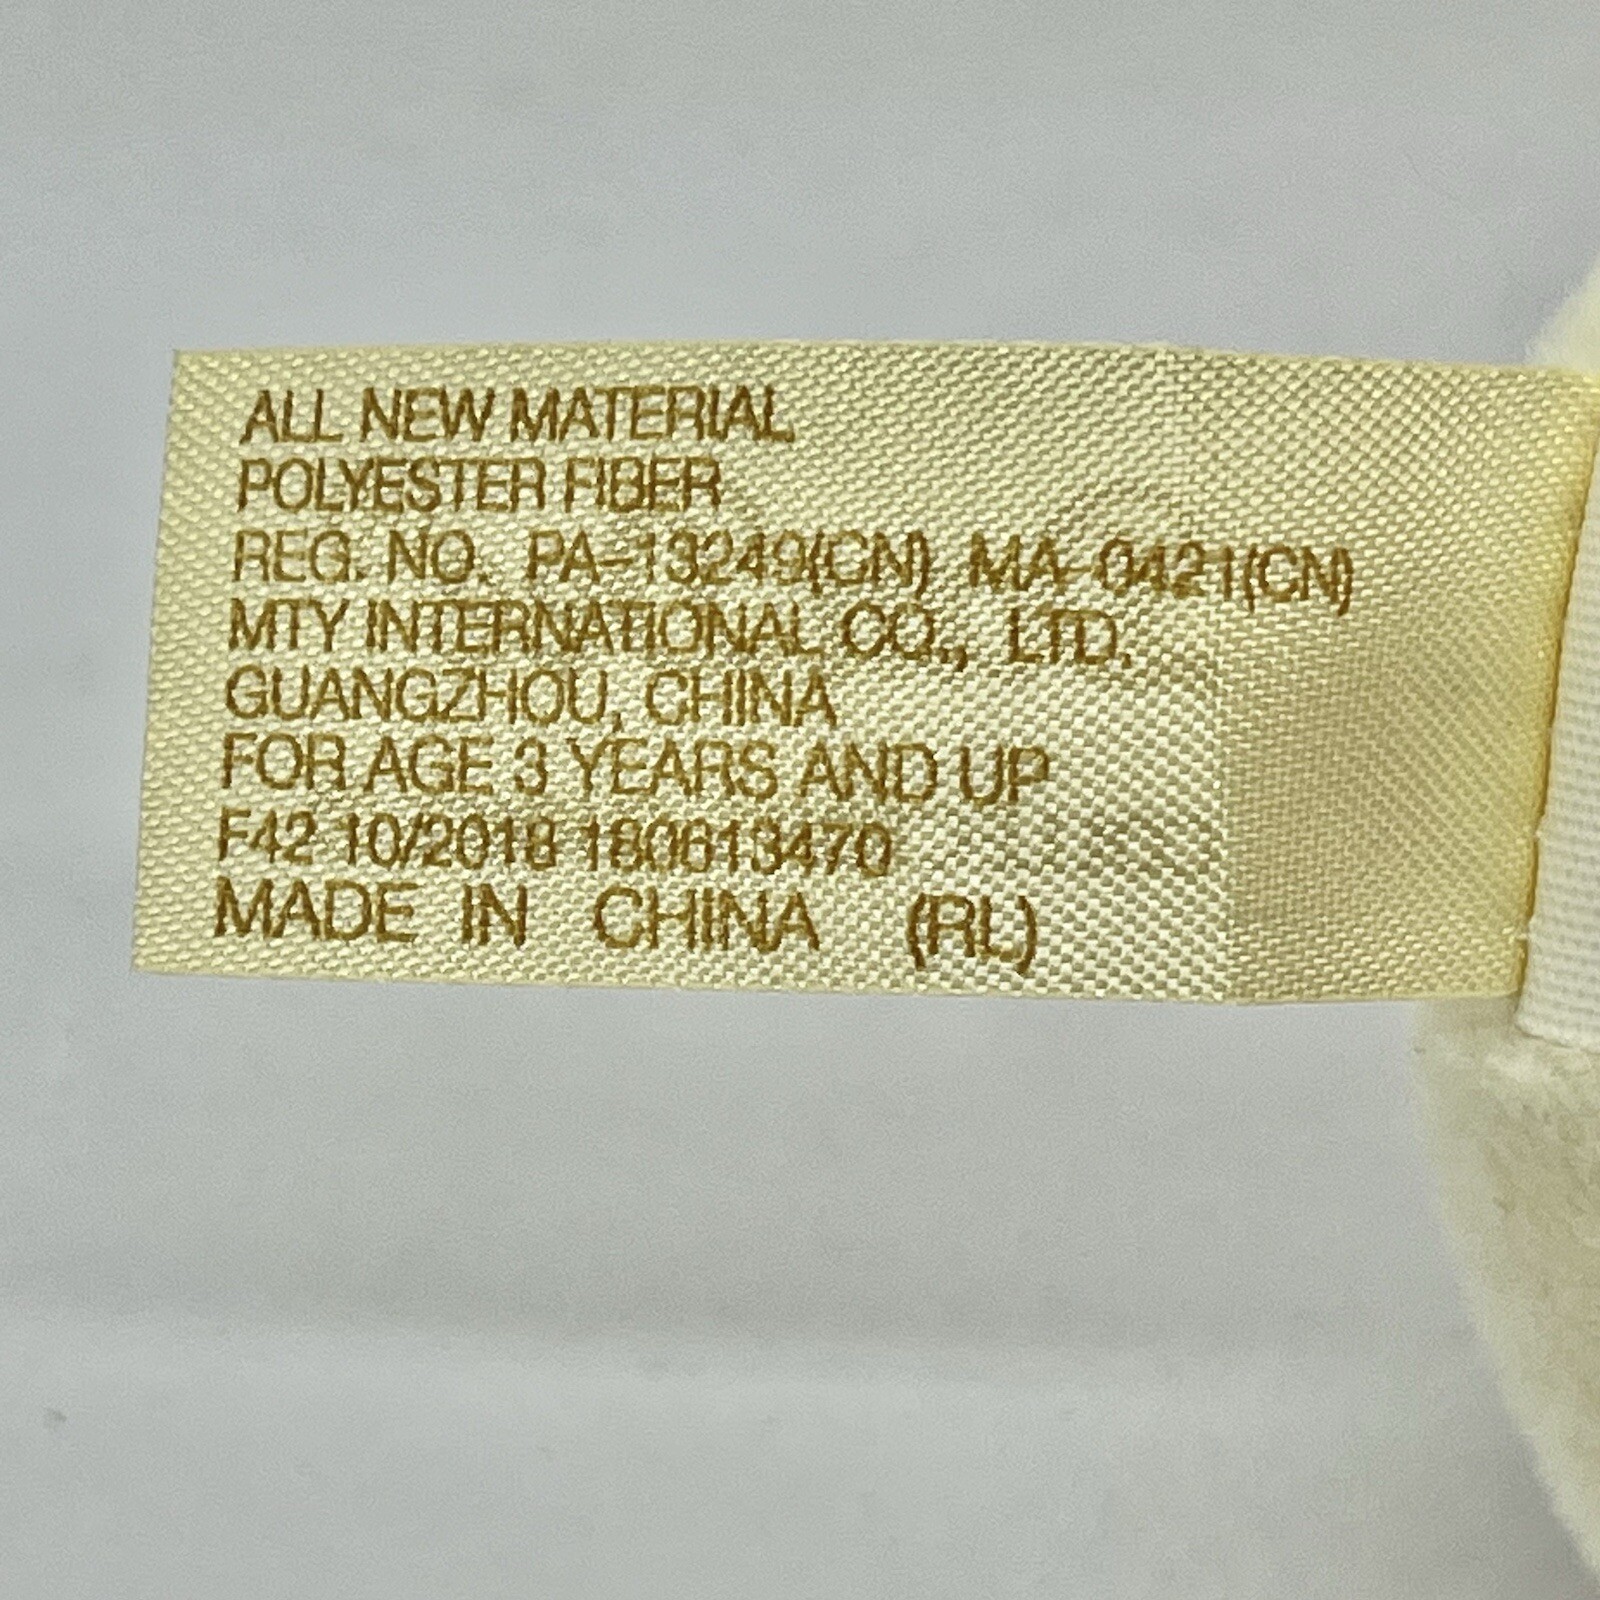 ALL NEW MATERIAL
POLYESTER FIBER
REG. NO. PA-13249(CN) MA-0421(CN)
MTY INTERNATIONAL CO., LTD.
GUANGZHOU, CHINA
FOR AGE 3 YEARS AND UP
F42 10/2018 180613470
MADE IN CHINA (RL)